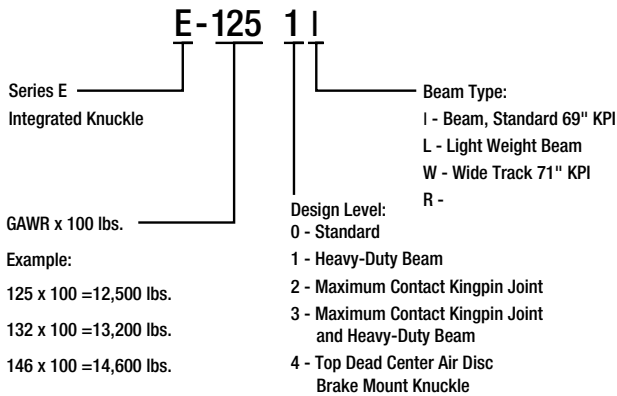 E-125 1 I
Series E
Integrated Knuckle
GAWR x 100 lbs.
Example:
125 x 100 =12,500 lbs.
132 x 100 =13,200 lbs.
146 x 100 =14,600 lbs.
Design Level:
0 - Standard
1 - Heavy-Duty Beam
2 - Maximum Contact Kingpin Joint
3 - Maximum Contact Kingpin Joint
and Heavy-Duty Beam
4 - Top Dead Center Air Disc
Brake Mount Knuckle
Beam Type:
I - Beam, Standard 69" KPI
L - Light Weight Beam
W - Wide Track 71" KPI
R -